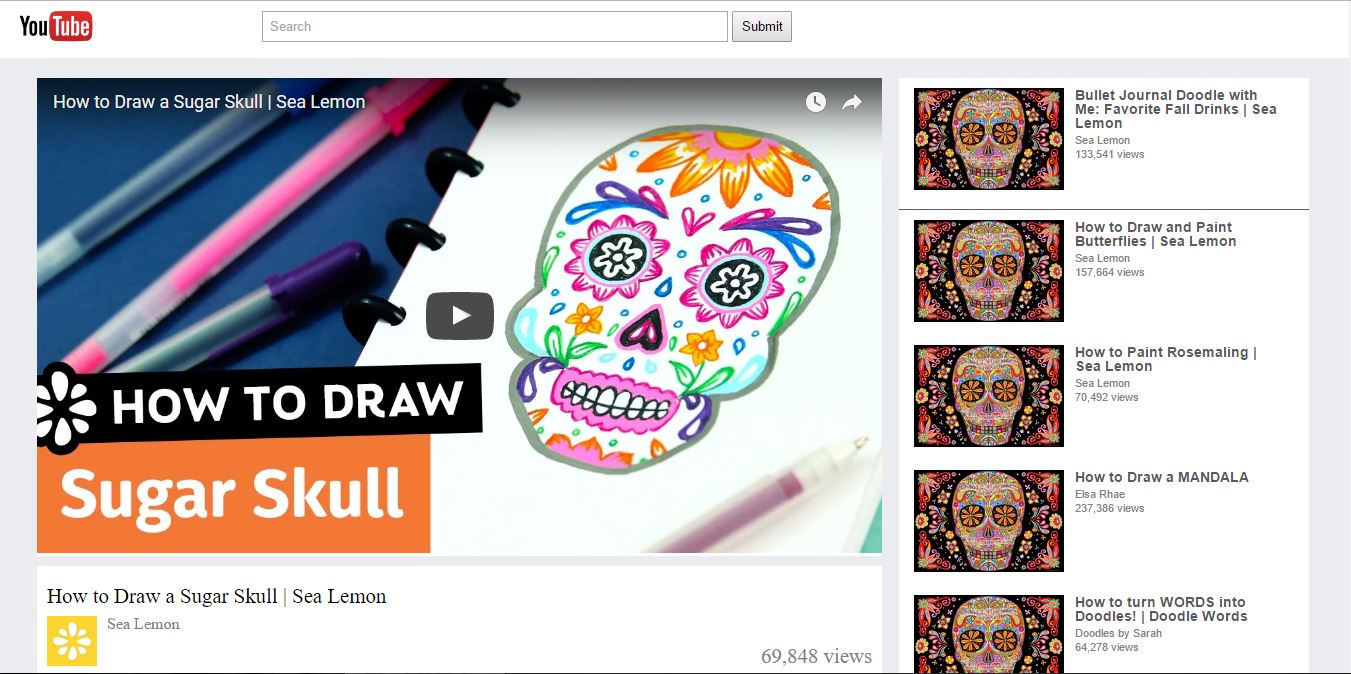 YouTube
Search
Submit
How to Draw a Sugar Skull | Sea Lemon
HOW TO DRAW
Sugar Skull
How to Draw a Sugar Skull | Sea Lemon
Sea Lemon
69,848 views
Bullet Journal Doodle with
Me: Favorite Fall Drinks | Sea
Lemon
Sea Lemon
133,541 views
How to Draw and Paint
Butterflies | Sea Lemon
Sea Lemon
157,664 views
How to Paint Rosemaling |
Sea Lemon
Sea Lemon
70,492 views
How to Draw a MANDALA
Elsa Rhae
237,386 views
How to turn WORDS into
Doodles! | Doodle Words
Doodles by Sarah
64,278 views